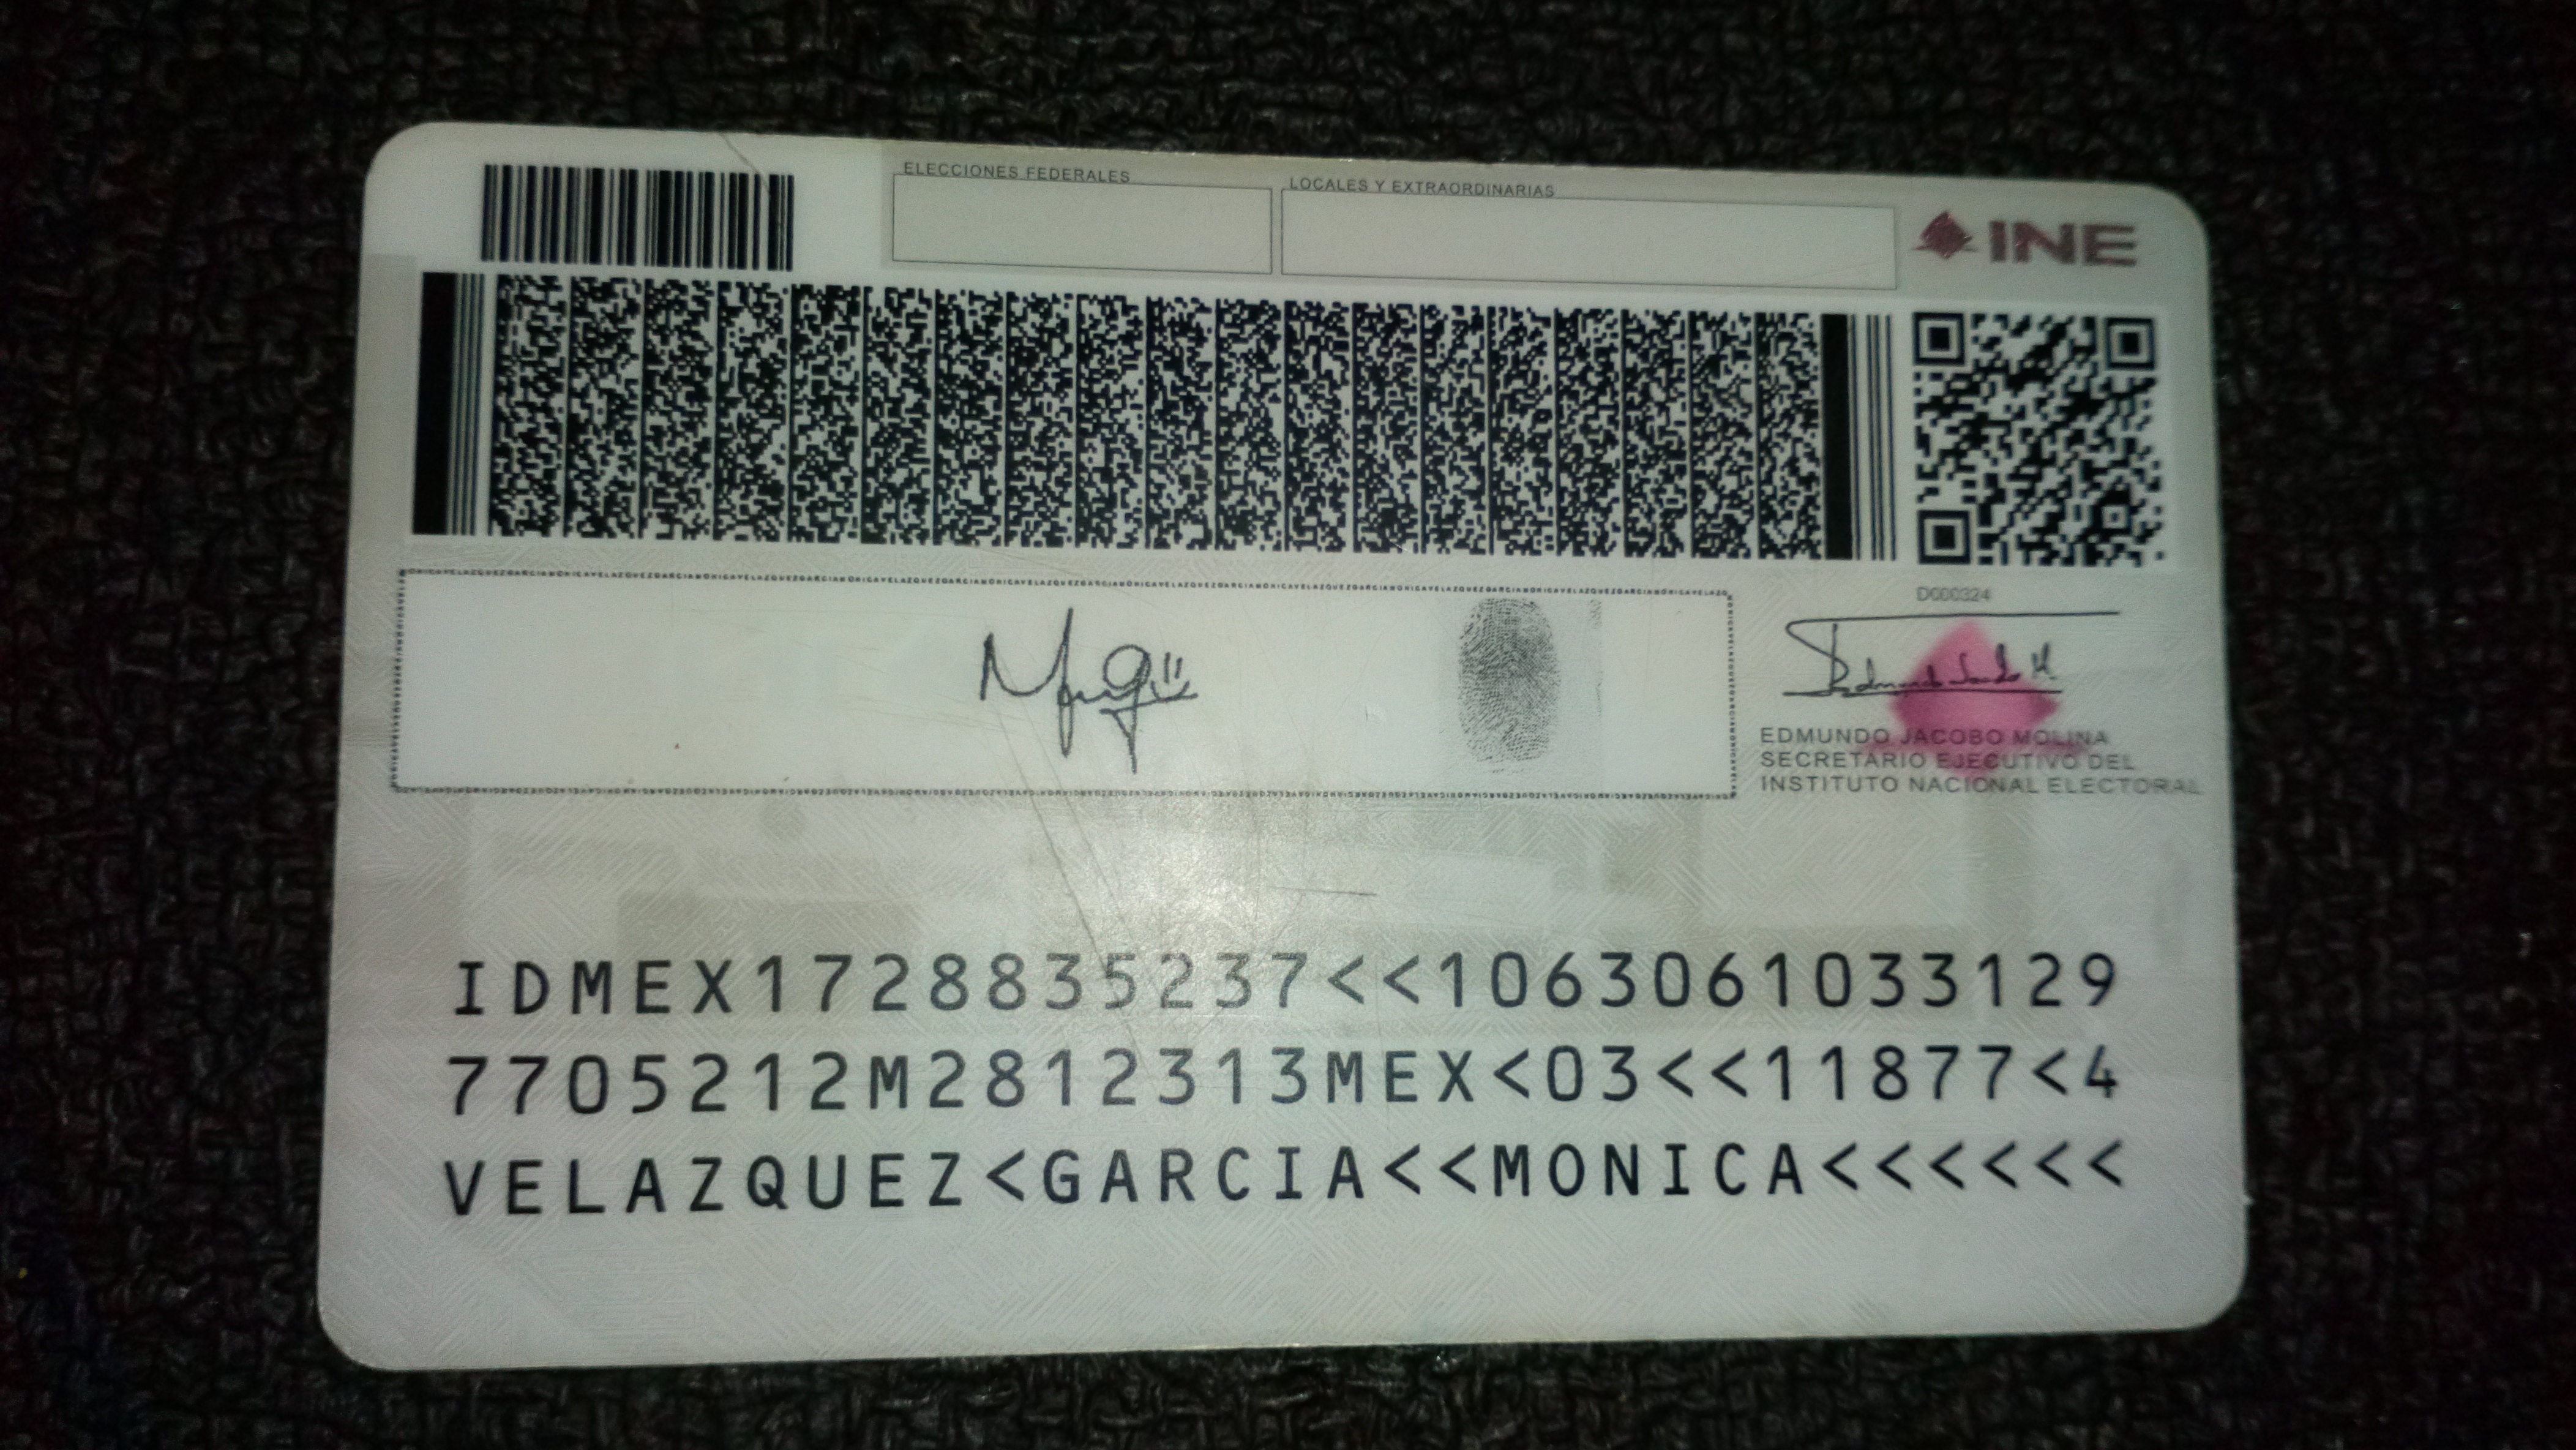 ELECCIONES FEDERALES
LOCALES Y EXTRAORDINARIAS
INE
D000324
EDMUNDO JACOBO MOLINA
SECRETARIO EJECUTIVO DEL
INSTITUTO NACIONAL ELECTORAL
IDMEX1728835237<<1063061033129
7705212M2812313MEX<03<<11877<4
VELAZQUEZ<GARCIA<<MONICA<<<<<<